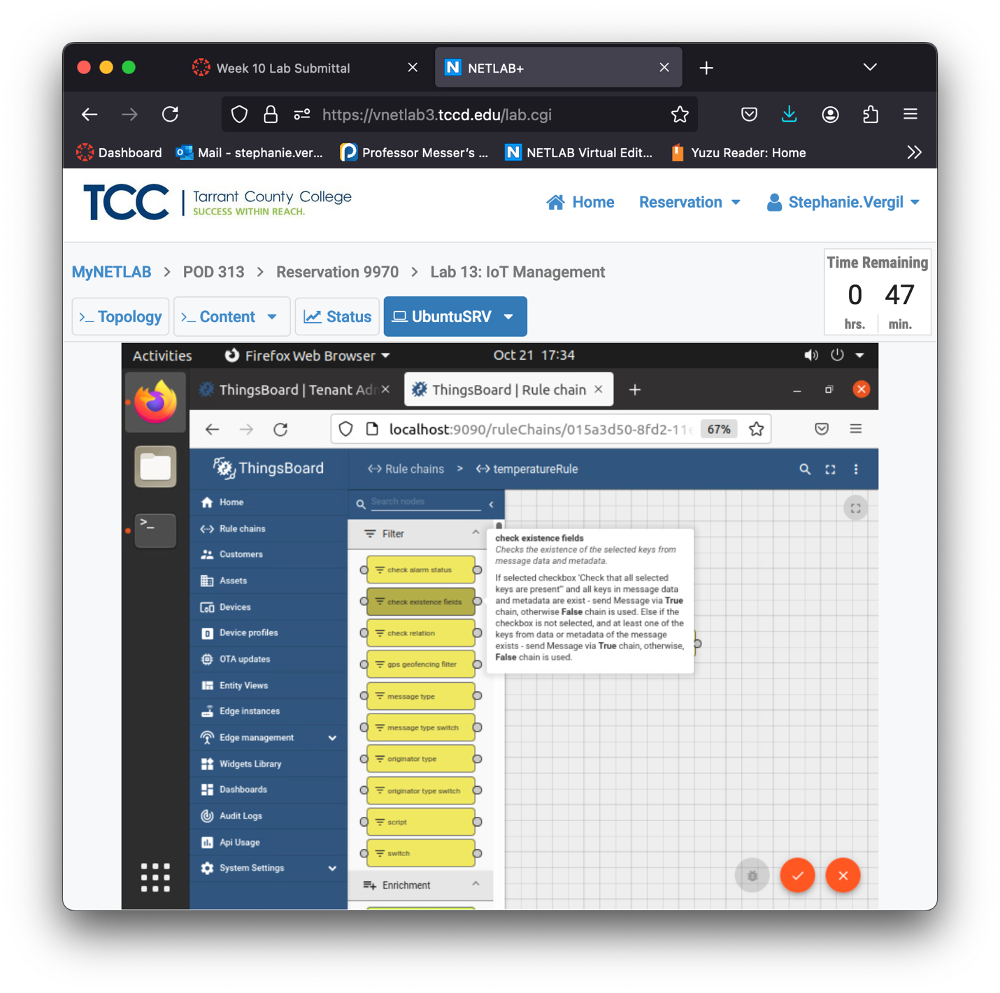 Week 10 Lab Submittal
NETLAB+
https://vnetlab3.tccd.edu/lab.cgi
Dashboard
Mail - stephanie.ver...
Professor Messer's ...
NETLAB Virtual Edit...
Yuzu Reader: Home
TCC Tarrant County College
SUCCESS WITHIN REACH.
Home
Reservation
Stephanie.Vergil
MyNETLAB > POD 313 > Reservation 9970 > Lab 13: IoT Management
Time Remaining
0 47
hrs. min.
>_ Topology
>_ Content
Status
UbuntuSRV
Activities
Firefox Web Browser
Oct 21 17:34
ThingsBoard | Tenant Adm
ThingsBoard | Rule chain
localhost:9090/ruleChains/015a3d50-8fd2-11e
67%
ThingsBoard
Rule chains > temperatureRule
Home
Rule chains
Customers
Assets
Devices
Device profiles
OTA updates
Entity Views
Edge instances
Edge management
Widgets Library
Dashboards
Audit Logs
Api Usage
System Settings
Search nodes
Filter
check alarm status
check existence fields
check relation
gps geofencing filter
message type
message type switch
originator type
originator type switch
script
switch
Enrichment
check existence fields
Checks the existence of the selected keys from
message data and metadata.
If selected checkbox 'Check that all selected
keys are present" and all keys in message data
and metadata are exist - send Message via True
chain, otherwise False chain is used. Else if the
checkbox is not selected, and at least one of the
keys from data or metadata of the message
exists - send Message via True chain, otherwise,
False chain is used.